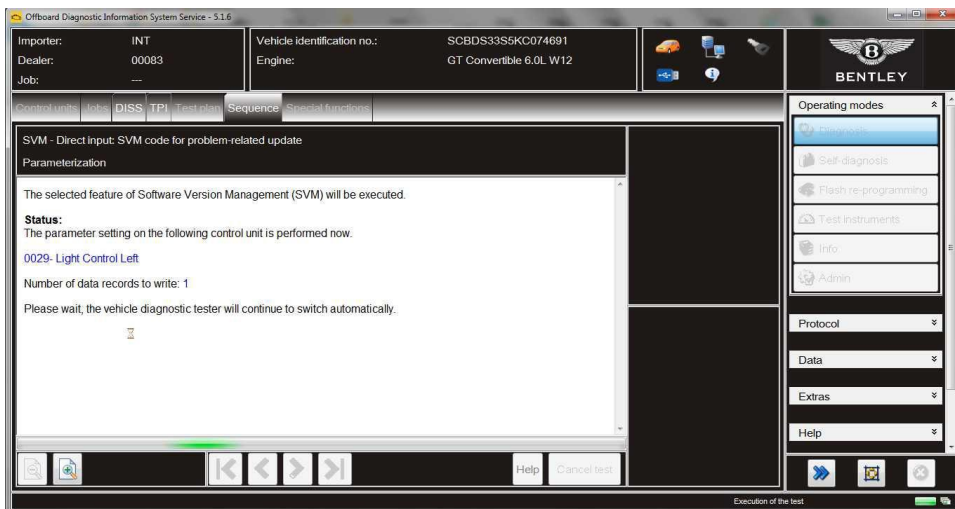 Offboard Diagnostic Information System Service - 5.1.6
Importer: INT
Dealer: 00083
Job: ---
Vehicle identification no.: SCBDS33S5KC074691
Engine: GT Convertible 6.0L W12
B
BENTLEY
Control units Jobs DISS TPI Test plan Sequence Special functions
Operating modes
Diagnosis
Self-diagnosis
Flash re-programming
Test instruments
Info
Admin
Protocol
Data
Extras
Help
SVM - Direct input: SVM code for problem-related update
Parameterization
The selected feature of Software Version Management (SVM) will be executed.
Status:
The parameter setting on the following control unit is performed now.
0029- Light Control Left
Number of data records to write: 1
Please wait, the vehicle diagnostic tester will continue to switch automatically.
Help Cancel test
Execution of the test